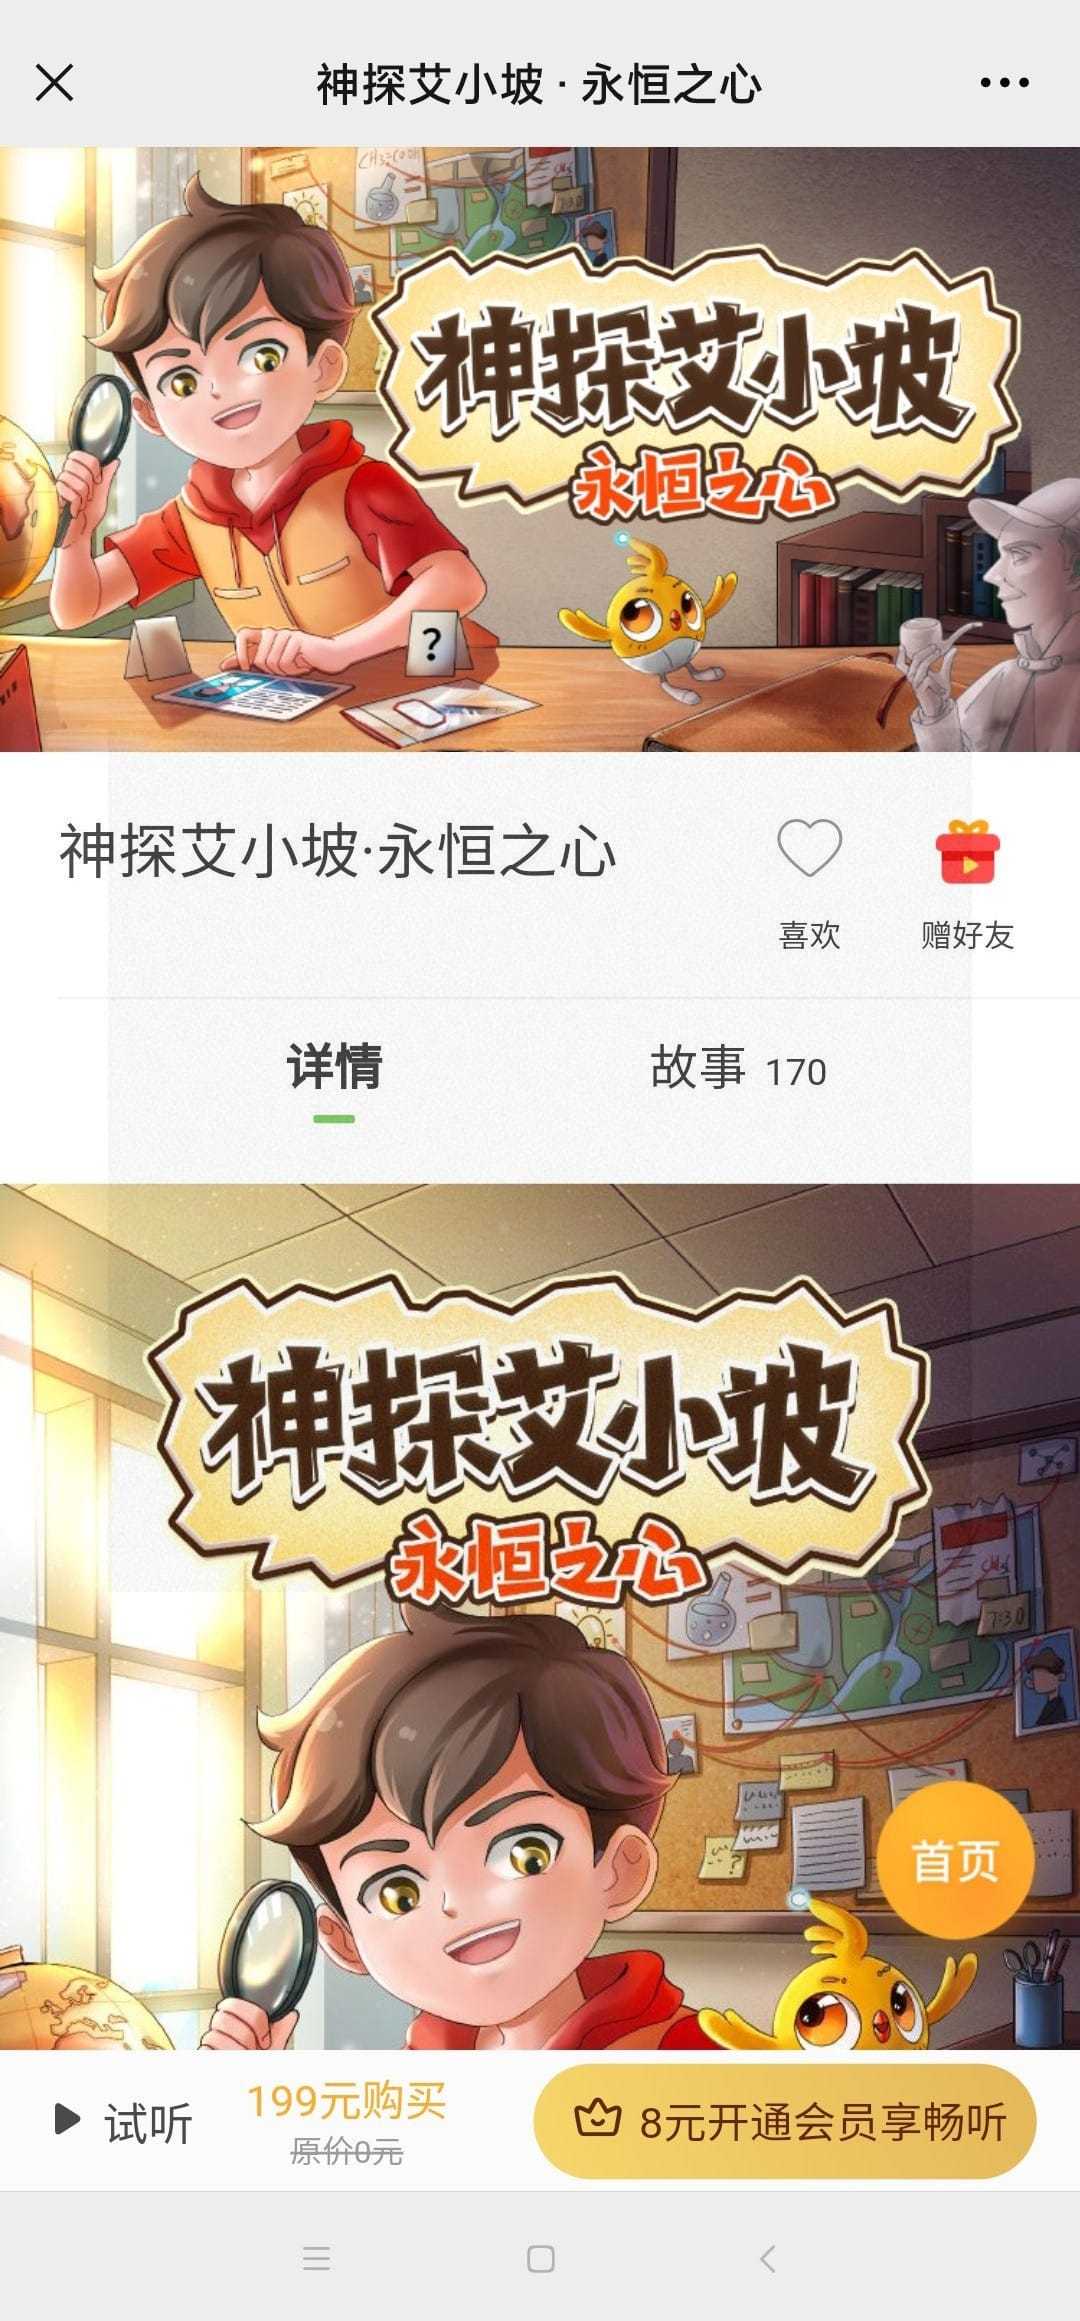 神探艾小坡 · 永恒之心
CH3
神探艾小坡
永恒之心
?
神探艾小坡·永恒之心
喜欢
赠好友
详情
故事 170
神探艾小坡
永恒之心
7:30
?
首页
试听
199元购买
原价0元
8元开通会员享畅听